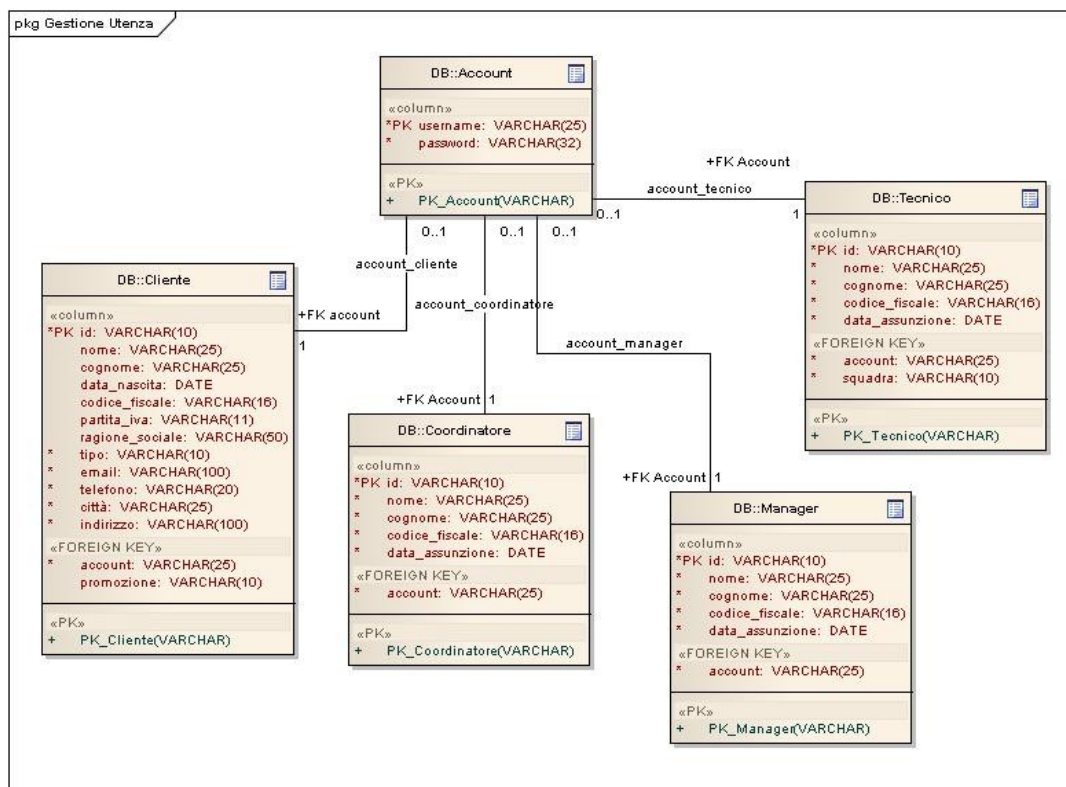 pkg Gestione Utenza
DB::Account
«column»
*PK username: VARCHAR(25)
* password: VARCHAR(32)
«PK»
+ PK_Account(VARCHAR)
+FK Account
account_tecnico
0..1
1
0..1
0..1
0..1
account_cliente
account_coordinatore
account_manager
+FK account
1
+FK Account
1
+FK Account
1
DB::Tecnico
«column»
*PK id: VARCHAR(10)
* nome: VARCHAR(25)
* cognome: VARCHAR(25)
* codice_fiscale: VARCHAR(16)
* data_assunzione: DATE
«FOREIGN KEY»
* account: VARCHAR(25)
* squadra: VARCHAR(10)
«PK»
+ PK_Tecnico(VARCHAR)
DB::Cliente
«column»
*PK id: VARCHAR(10)
nome: VARCHAR(25)
cognome: VARCHAR(25)
data_nascita: DATE
codice_fiscale: VARCHAR(16)
partita_iva: VARCHAR(11)
ragione_sociale: VARCHAR(50)
* tipo: VARCHAR(10)
* email: VARCHAR(100)
* telefono: VARCHAR(20)
* città: VARCHAR(25)
* indirizzo: VARCHAR(100)
«FOREIGN KEY»
* account: VARCHAR(25)
promozione: VARCHAR(10)
«PK»
+ PK_Cliente(VARCHAR)
DB::Coordinatore
«column»
*PK id: VARCHAR(10)
* nome: VARCHAR(25)
* cognome: VARCHAR(25)
* codice_fiscale: VARCHAR(16)
* data_assunzione: DATE
«FOREIGN KEY»
* account: VARCHAR(25)
«PK»
+ PK_Coordinatore(VARCHAR)
DB::Manager
«column»
*PK id: VARCHAR(10)
* nome: VARCHAR(25)
* cognome: VARCHAR(25)
* codice_fiscale: VARCHAR(16)
* data_assunzione: DATE
«FOREIGN KEY»
* account: VARCHAR(25)
«PK»
+ PK_Manager(VARCHAR)